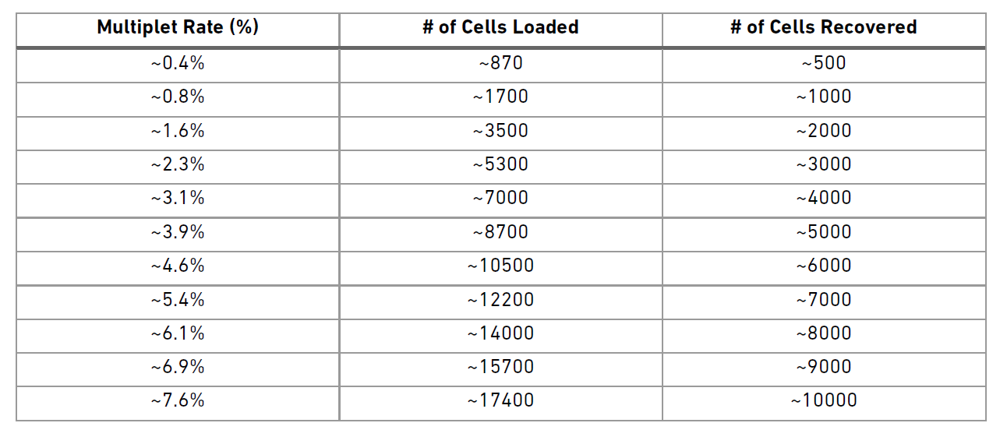 Multiplet Rate (%) # of Cells Loaded # of Cells Recovered
~0.4% ~870 ~500
~0.8% ~1700 ~1000
~1.6% ~3500 ~2000
~2.3% ~5300 ~3000
~3.1% ~7000 ~4000
~3.9% ~8700 ~5000
~4.6% ~10500 ~6000
~5.4% ~12200 ~7000
~6.1% ~14000 ~8000
~6.9% ~15700 ~9000
~7.6% ~17400 ~10000